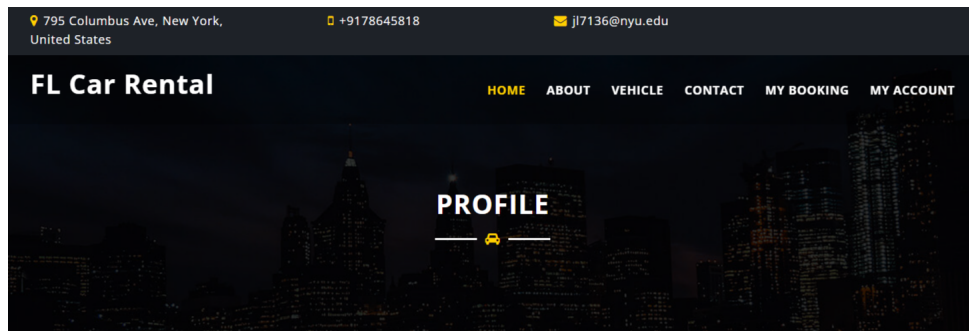 795 Columbus Ave, New York,
United States
+9178645818
jl7136@nyu.edu
FL Car Rental
HOME ABOUT VEHICLE CONTACT MY BOOKING MY ACCOUNT
PROFILE